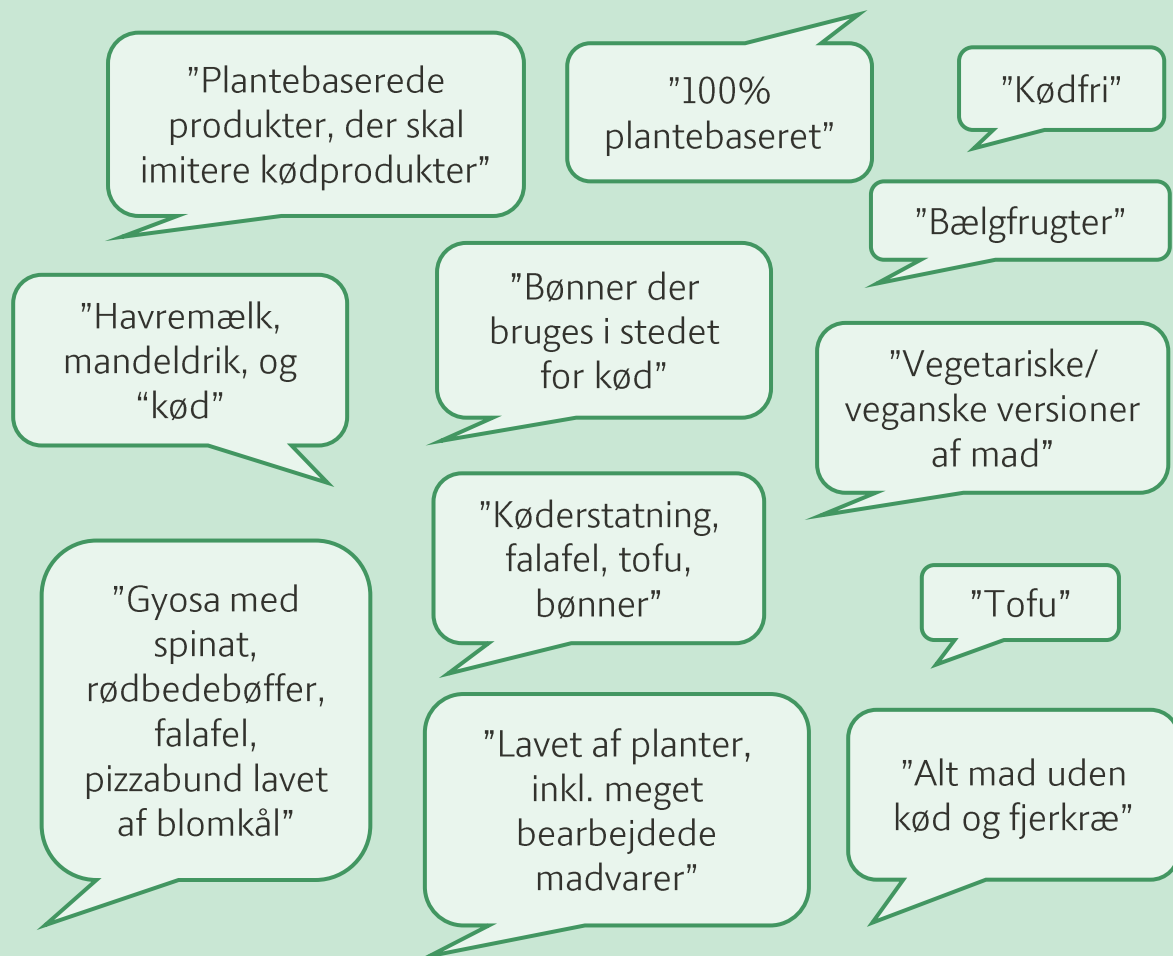 ”Plantebaserede
produkter, der skal
imitere kødprodukter”
”100%
plantebaseret”
”Kødfri”
”Bælgfrugter”
”Havremælk,
mandeldrik, og
“kød”
”Bønner der
bruges i stedet
for kød”
”Vegetariske/
veganske versioner
af mad”
”Køderstatning,
falafel, tofu,
bønner”
”Tofu”
”Gyosa med
spinat,
rødbedebøffer,
falafel,
pizzabund lavet
af blomkål”
”Lavet af planter,
inkl. meget
bearbejdede
madvarer”
”Alt mad uden
kød og fjerkræ”